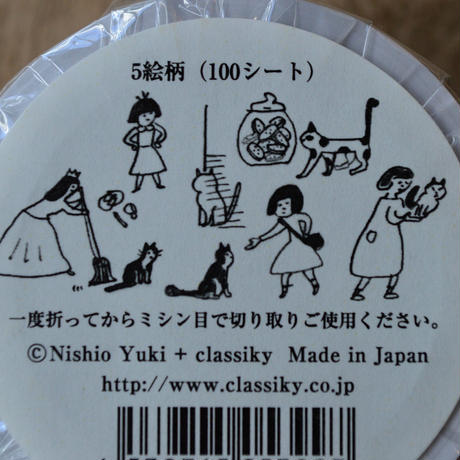 5絵柄（100シート）
一度折ってからミシン目で切り取りご使用ください。
©Nishio Yuki + classiky Made in Japan
http://www.classiky.co.jp